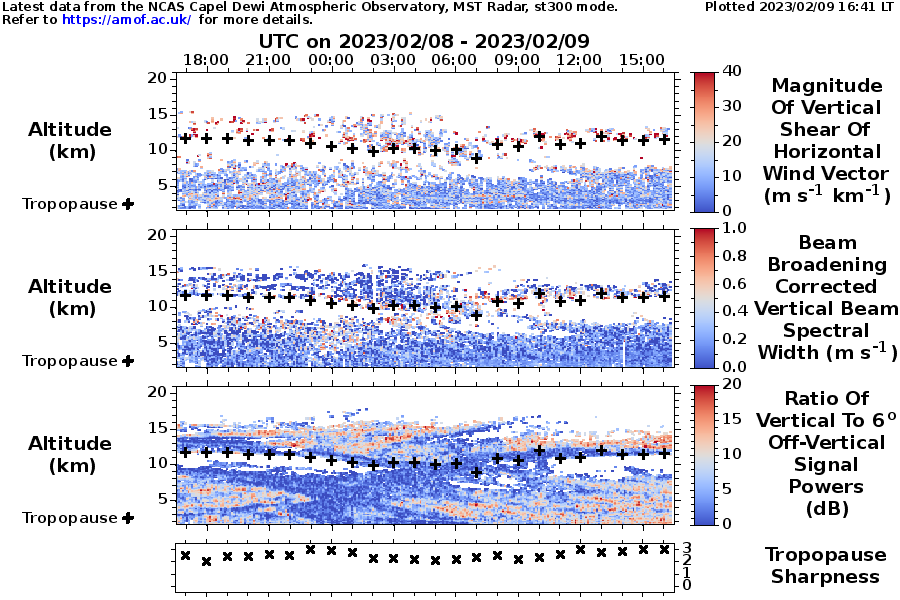 Latest data from the NCAS Capel Dewi Atmospheric Observatory, MST Radar, st300 mode.
Plotted 2023/02/09 16:41 LT
Refer to https://amof.ac.uk/ for more details.
UTC on 2023/02/08 - 2023/02/09
18:00 21:00 00:00 03:00 06:00 09:00 12:00 15:00
Altitude
(km)
Tropopause +
20
15
10
5
40
30
20
10
0
Magnitude
Of Vertical
Shear Of
Horizontal
Wind Vector
(m s⁻¹ km⁻¹)
Altitude
(km)
Tropopause +
20
15
10
5
1.0
0.8
0.6
0.4
0.2
0.0
Beam
Broadening
Corrected
Vertical Beam
Spectral
Width (m s⁻¹)
Altitude
(km)
Tropopause +
20
15
10
5
20
15
10
5
0
Ratio Of
Vertical To 6°
Off-Vertical
Signal
Powers
(dB)
3
2
1
0
Tropopause
Sharpness